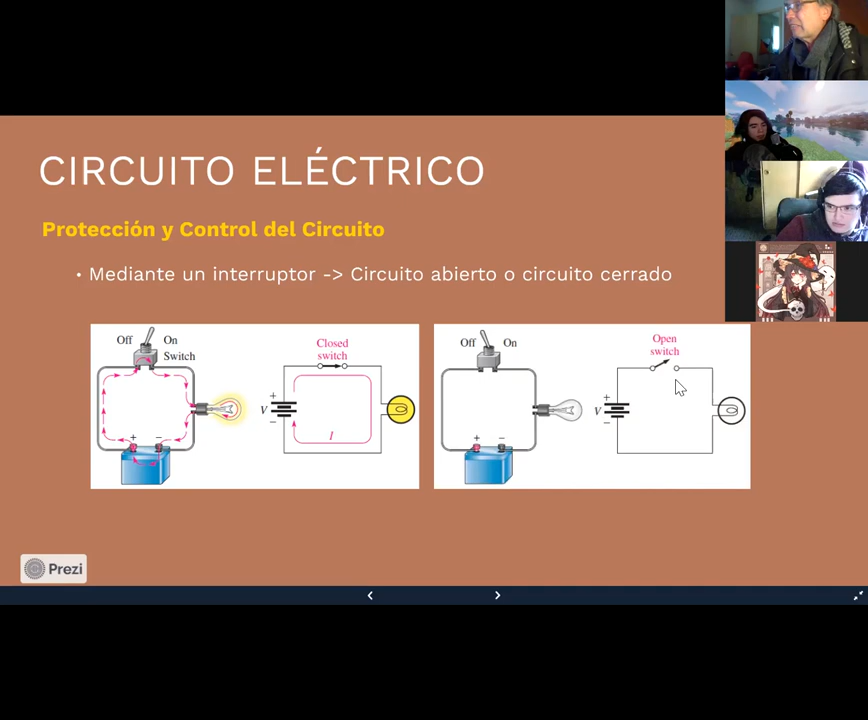 CIRCUITO ELÉCTRICO
Protección y Control del Circuito
• Mediante un interruptor -> Circuito abierto o circuito cerrado
Off
On
Switch
+
−
Closed
switch
+
V
−
I
Off
On
+
−
Open
switch
+
V
−
Prezi